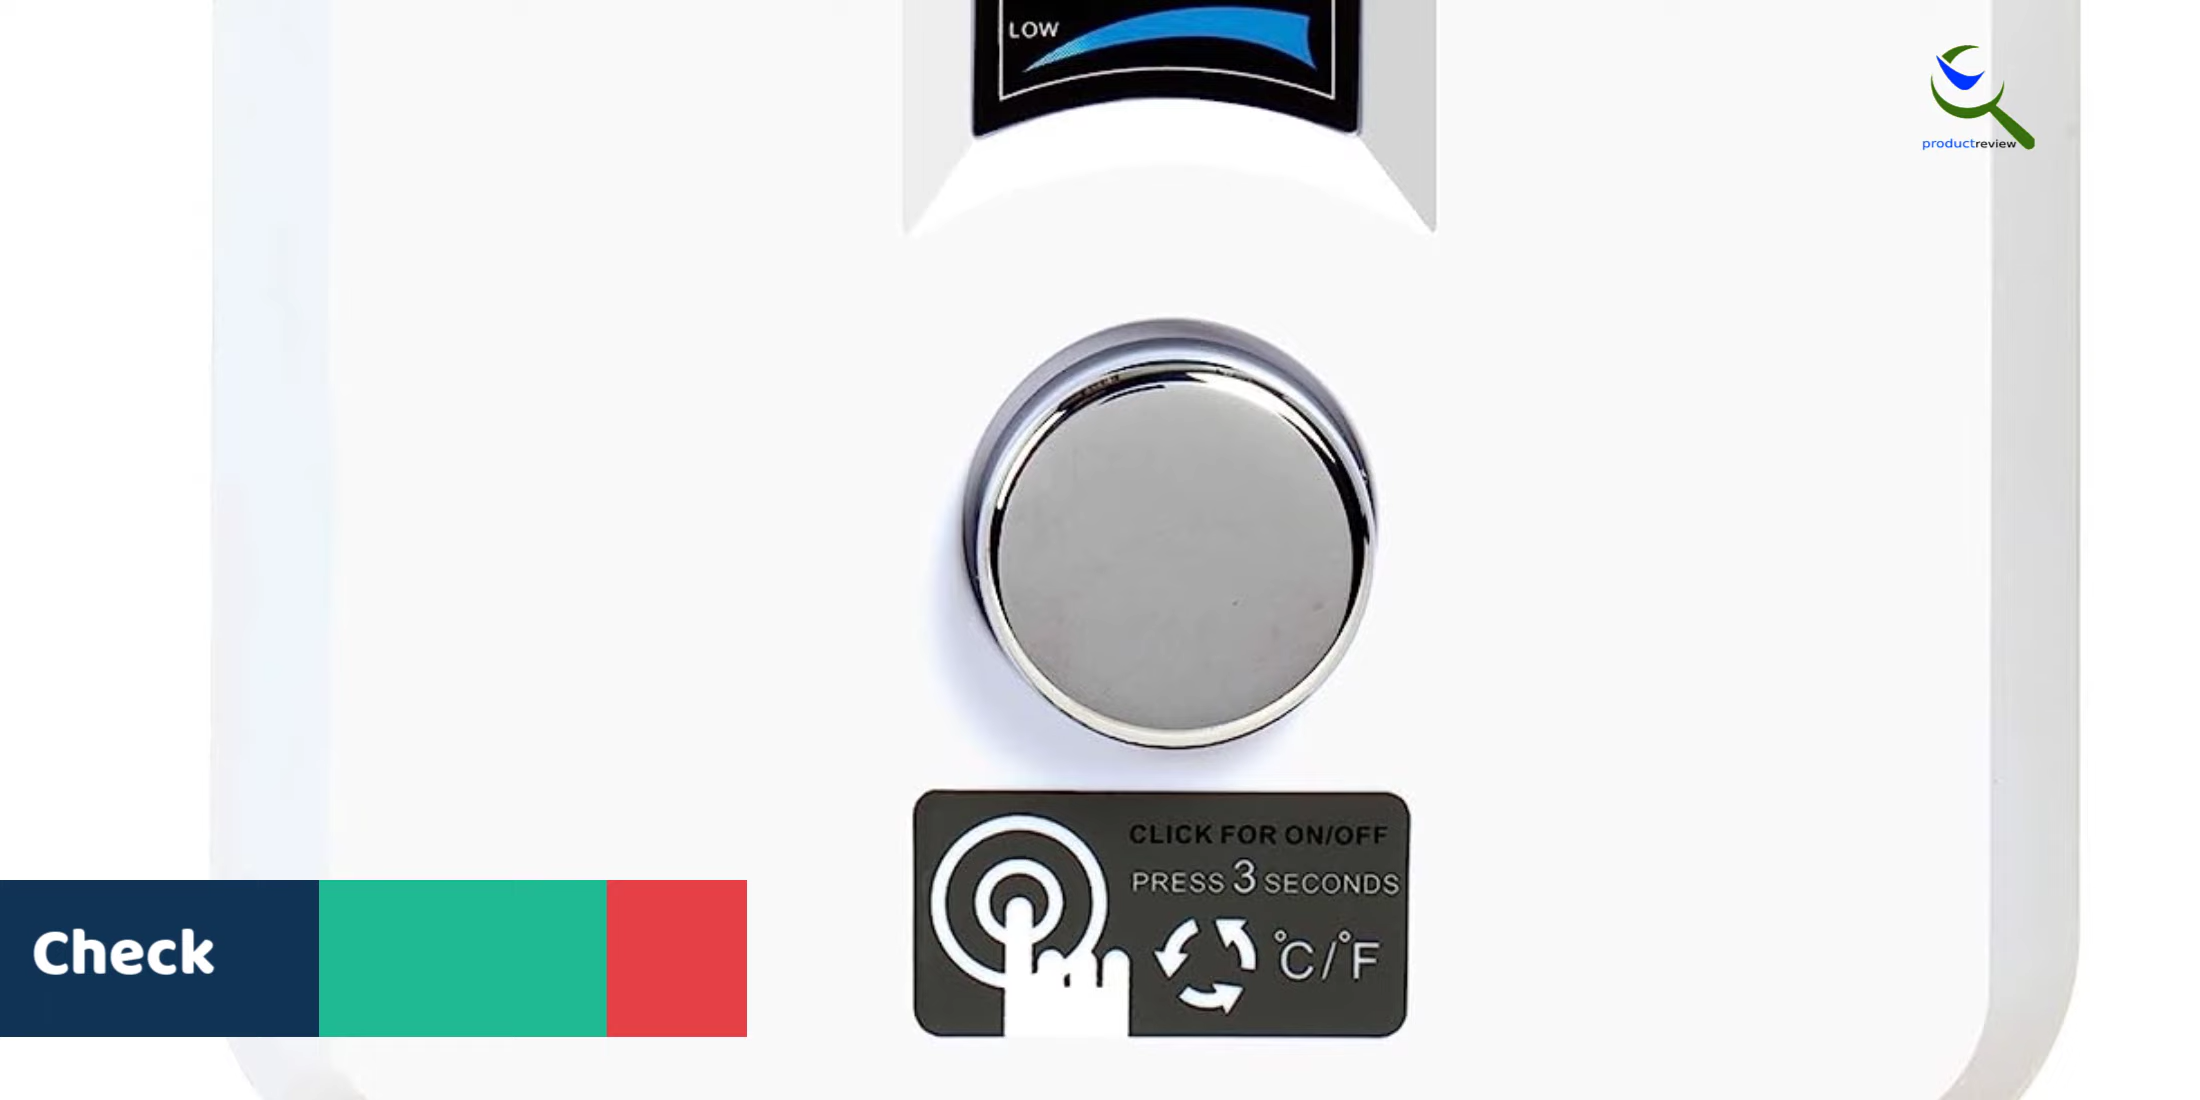 LOW
productreview
CLICK FOR ON/OFF
PRESS 3 SECONDS
°C/°F
Check